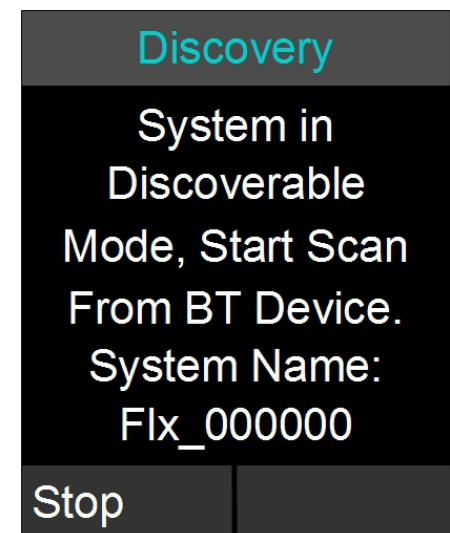 Discovery
System in
Discoverable
Mode, Start Scan
From BT Device.
System Name:
Flx_000000
Stop